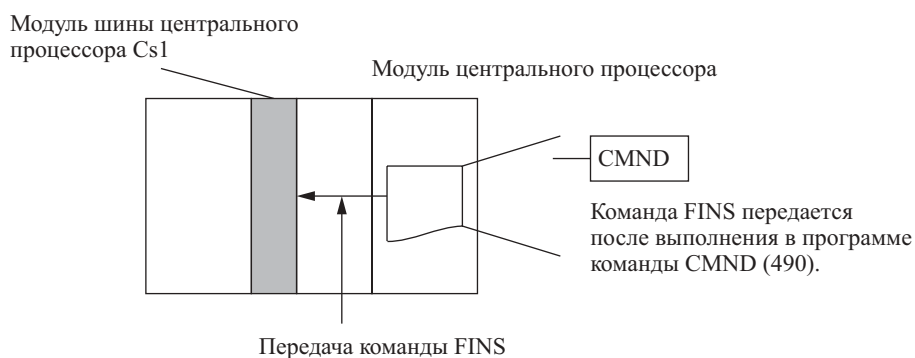 Модуль шины центрального
процессора Cs1
Модуль центрального процессора
CMND
Команда FINS передается
после выполнения в программе
команды CMND (490).
Передача команды FINS